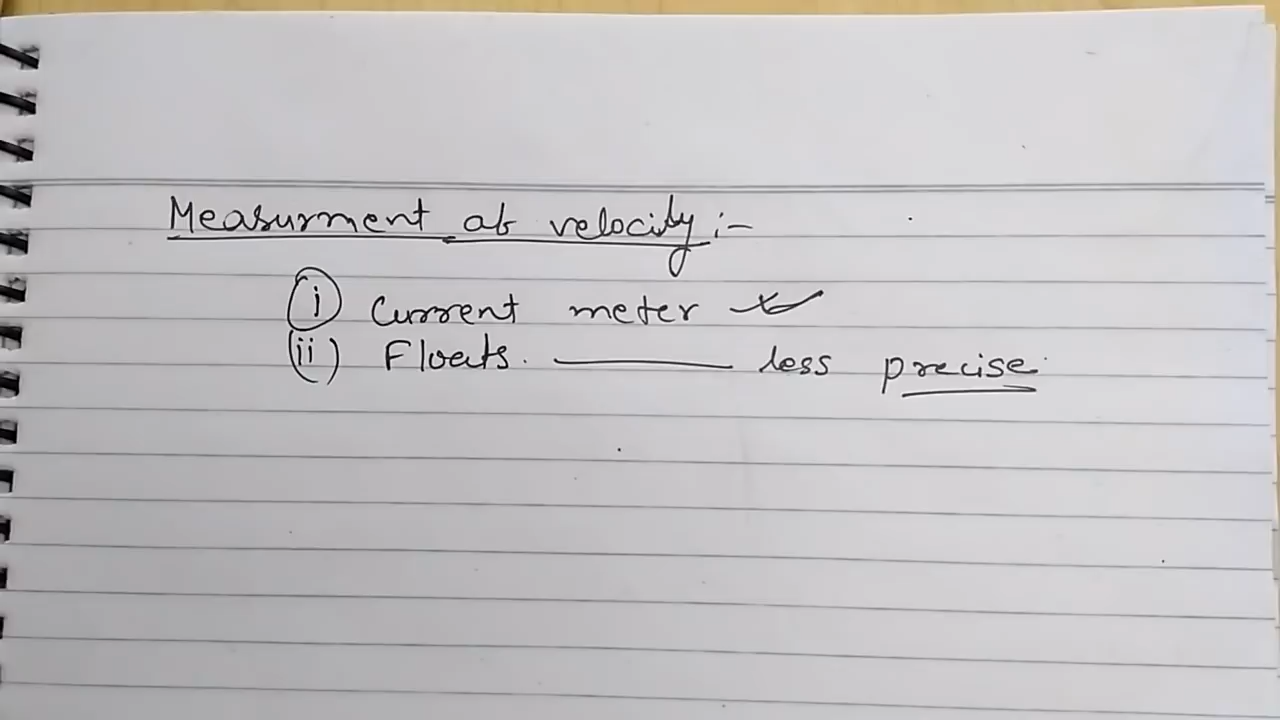 Measurment of velocity :-
(i) Current meter
(ii) Floats. —— less precise.